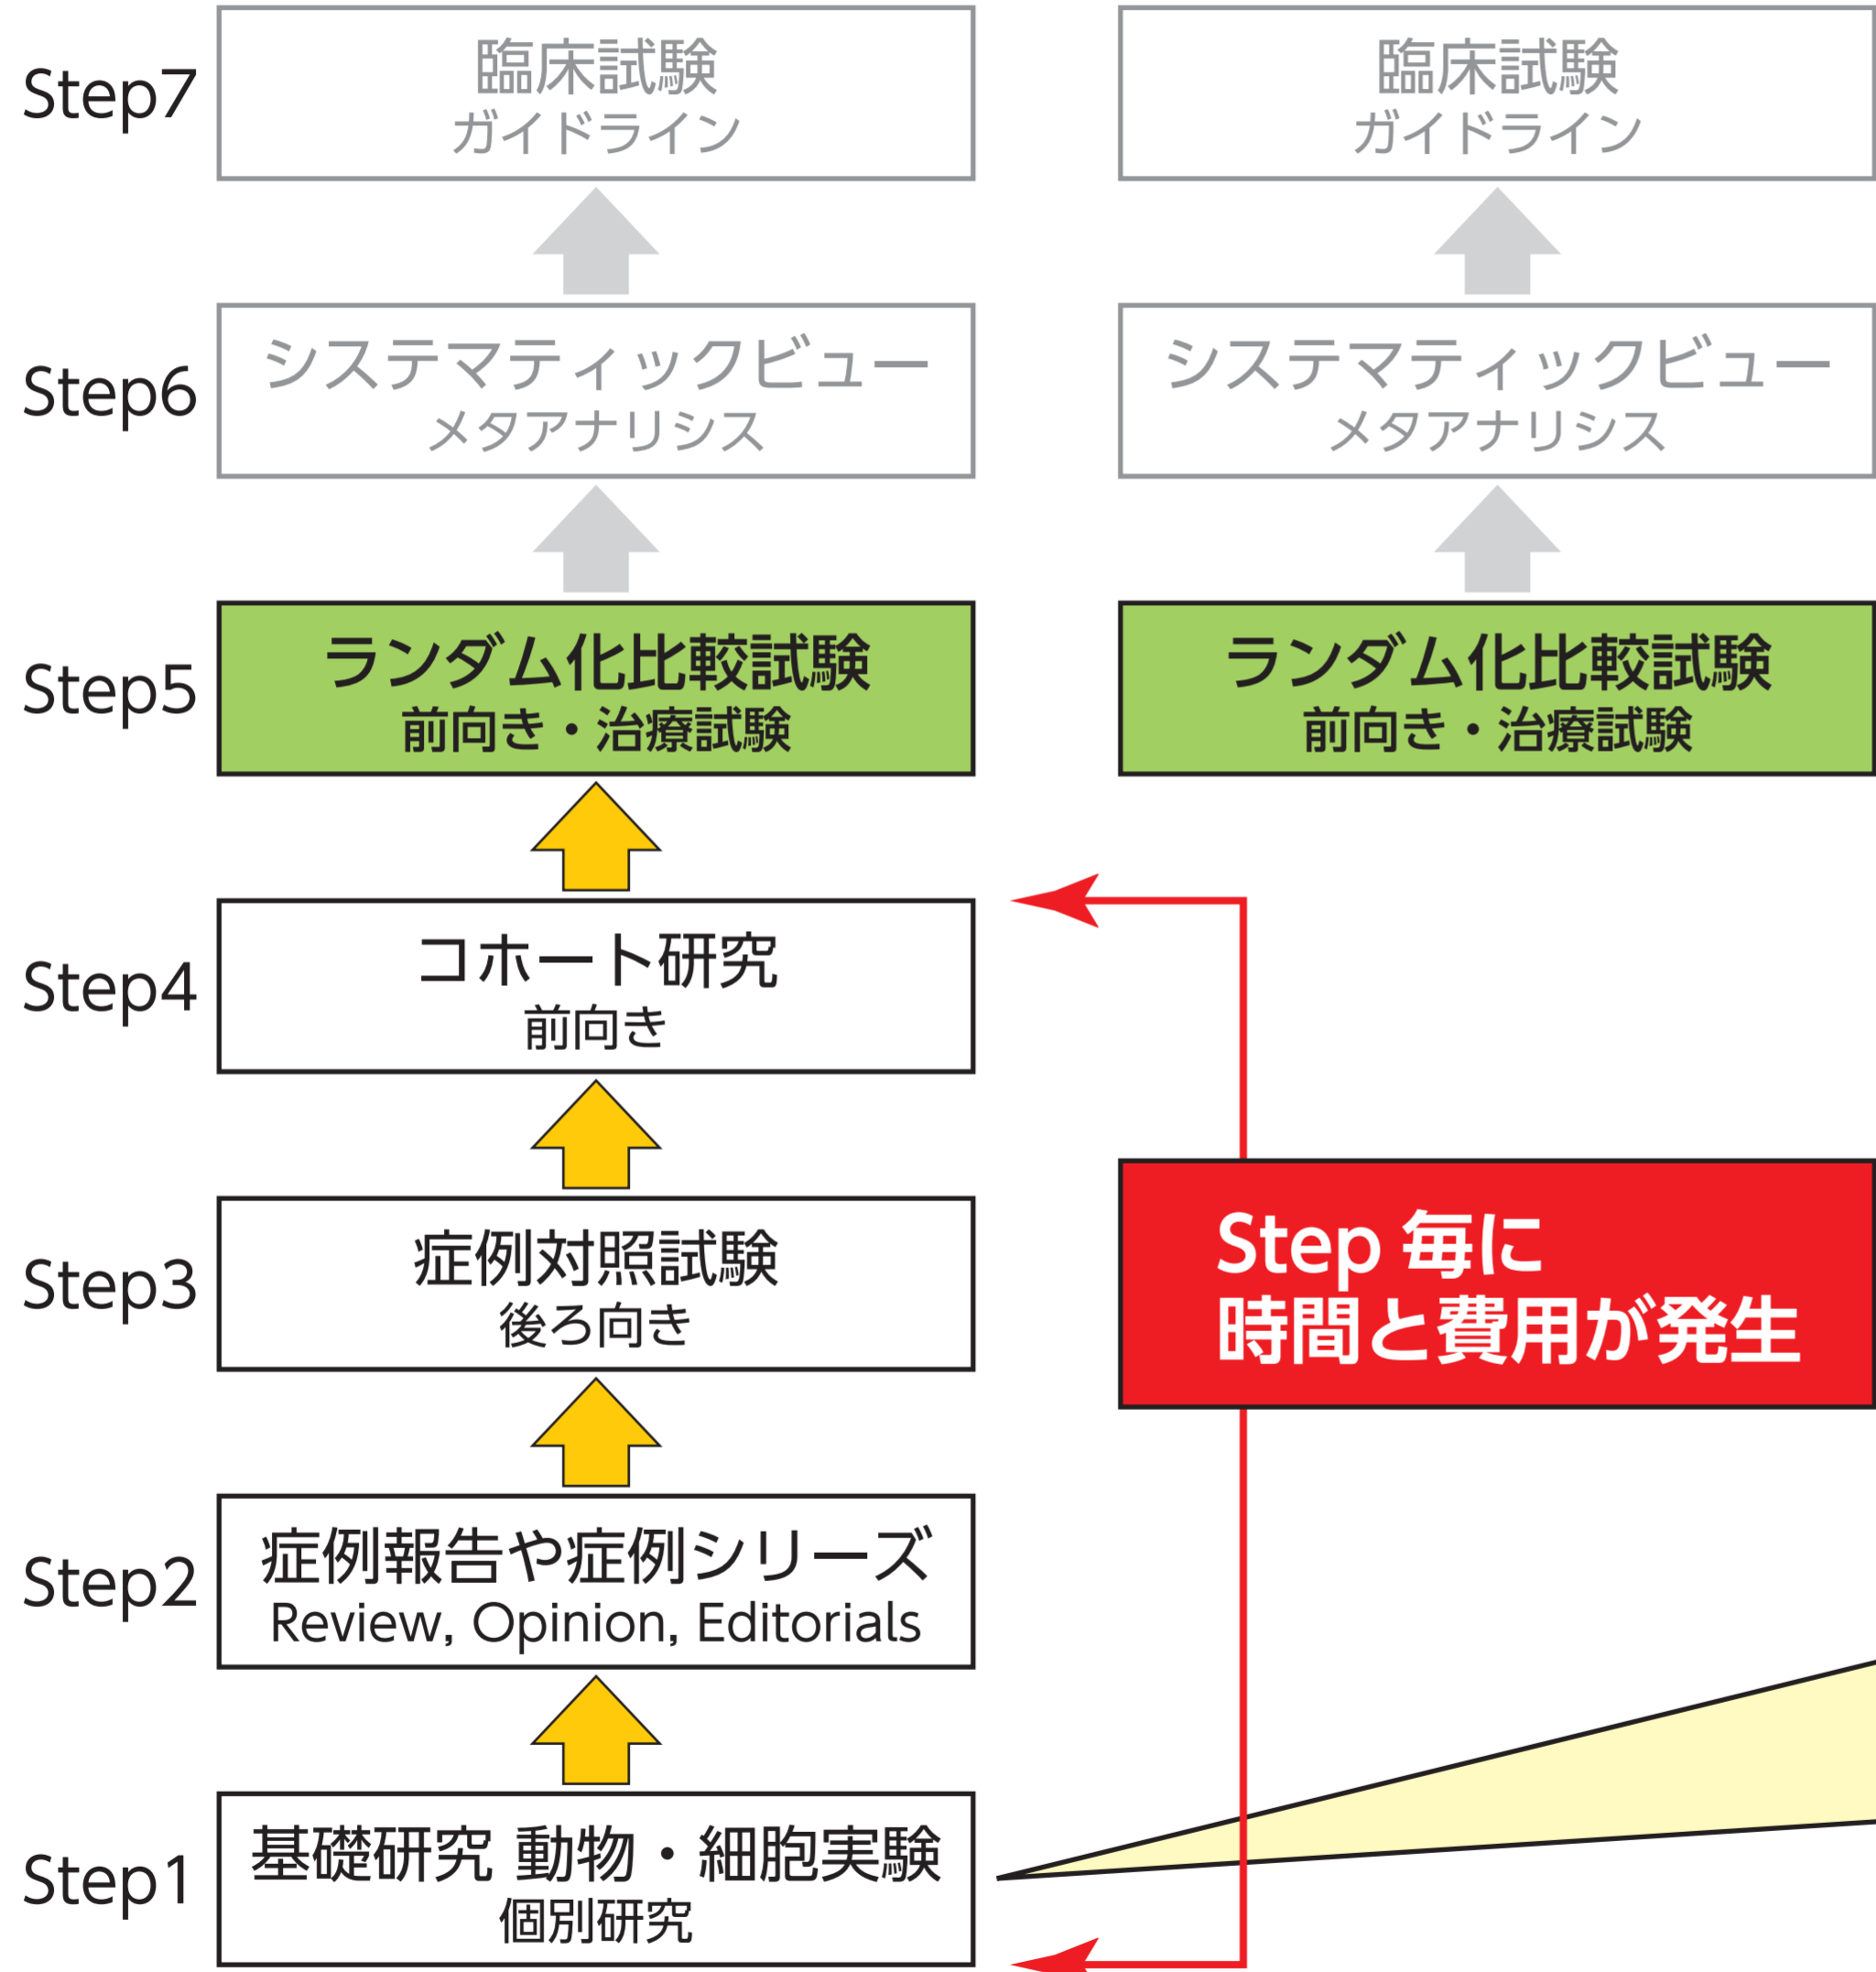 Step7
臨床試験
ガイドライン
臨床試験
ガイドライン
Step6
システマティックビュー
メタアナリシス
システマティックビュー
メタアナリシス
Step5
ランダム化比較試験
前向き・治療試験
ランダム化比較試験
前向き・治療試験
Step4
コホート研究
前向き
Step 毎に
時間と費用が発生
Step3
症例対照試験
後ろ向き
Step2
症例報告や症例シリーズ
Review, Opinion, Editorials
Step1
基礎研究 動物・細胞実験
個別研究